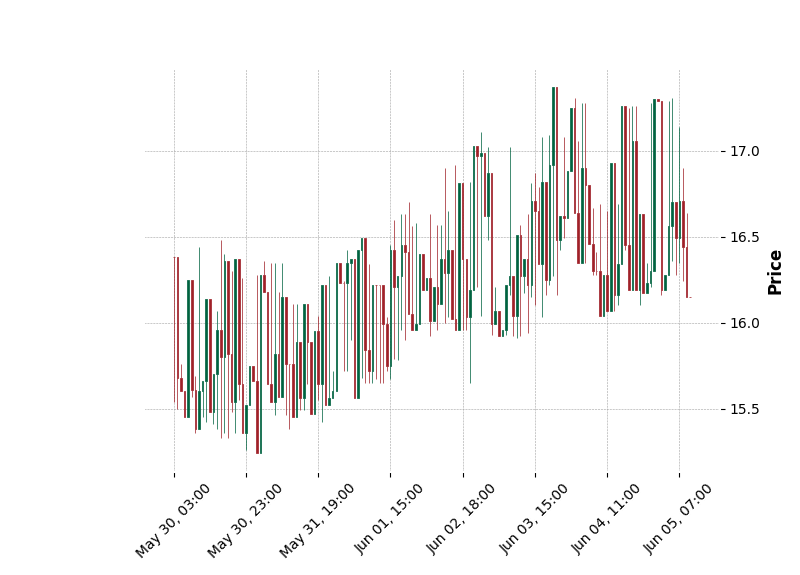 17.0
16.5
16.0
15.5
Price
May 30, 03:00
May 30, 23:00
May 31, 19:00
Jun 01, 15:00
Jun 02, 18:00
Jun 03, 15:00
Jun 04, 11:00
Jun 05, 07:00